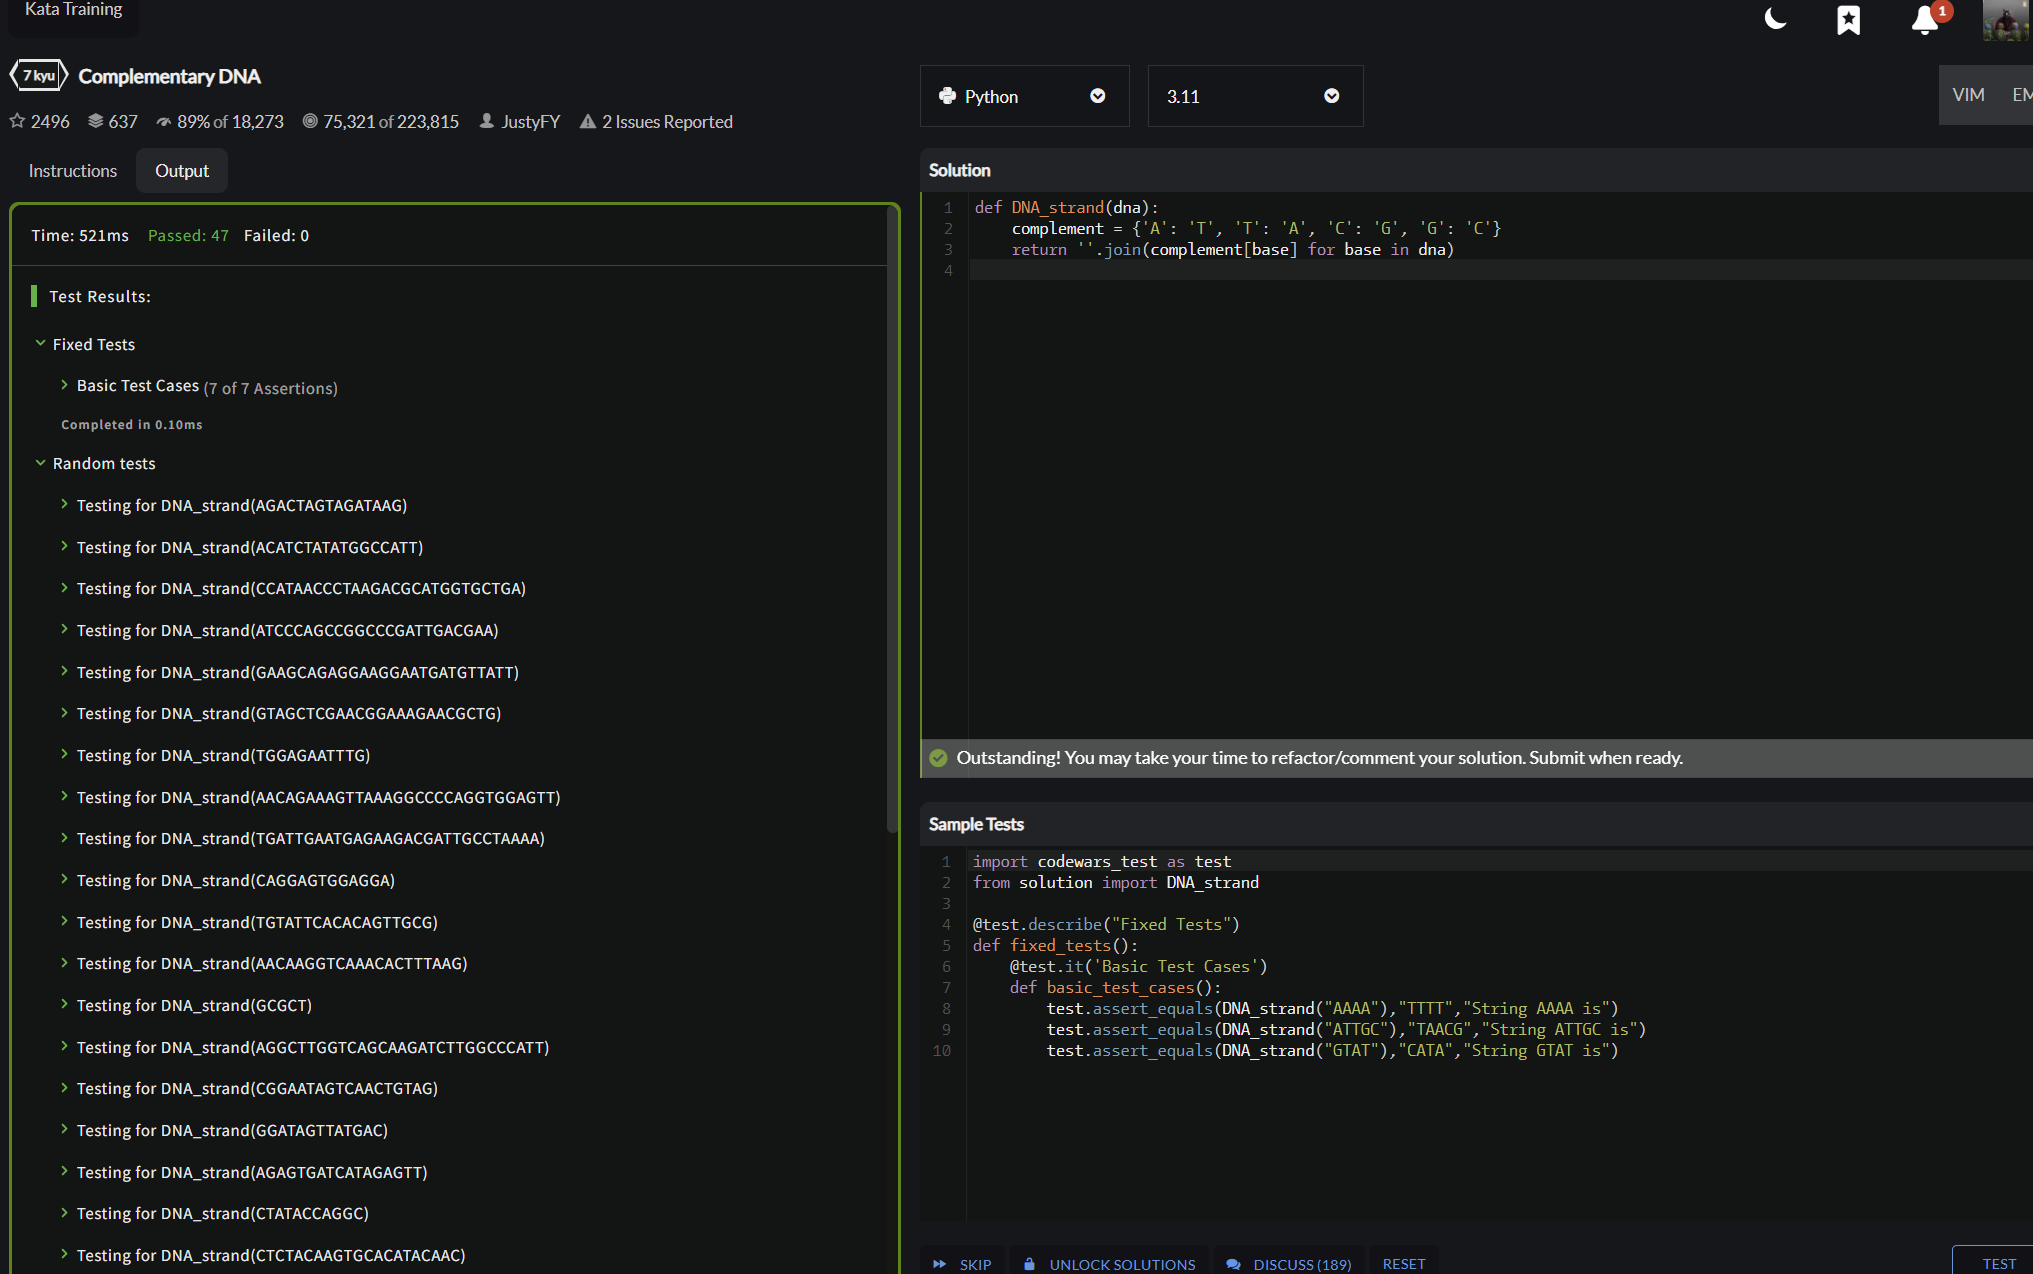 Kata Training
1
7 kyu
Complementary DNA
2496 637 89% of 18,273 75,321 of 223,815 JustyFY 2 Issues Reported
Python
3.11
VIM
Instructions Output
Time: 521ms Passed: 47 Failed: 0
Test Results:
Fixed Tests
Basic Test Cases (7 of 7 Assertions)
Completed in 0.10ms
Random tests
Testing for DNA_strand(AGACTAGTAGATAAG)
Testing for DNA_strand(ACATCTATATGGCCATT)
Testing for DNA_strand(CCATAACCCTAAGACGCATGGTGCTGA)
Testing for DNA_strand(ATCCCAGCCGGCCCGATTGACGAA)
Testing for DNA_strand(GAAGCAGAGGAAGGAATGATGTTATT)
Testing for DNA_strand(GTAGCTCGAACGGAAAGAACGCTG)
Testing for DNA_strand(TGGAGAATTTG)
Testing for DNA_strand(AACAGAAAGTTAAAGGCCCCAGGTGGAGTT)
Testing for DNA_strand(TGATTGAATGAGAAGACGATTGCCTAAAA)
Testing for DNA_strand(CAGGAGTGGAGGA)
Testing for DNA_strand(TGTATTCACACAGTTGCG)
Testing for DNA_strand(AACAAGGTCAAACACTTTAAG)
Testing for DNA_strand(GCGCT)
Testing for DNA_strand(AGGCTTGGTCAGCAAGATCTTGGCCCATT)
Testing for DNA_strand(CGGAATAGTCAACTGTAG)
Testing for DNA_strand(GGATAGTTATGAC)
Testing for DNA_strand(AGAGTGATCATAGAGTT)
Testing for DNA_strand(CTATACCAGGC)
Testing for DNA_strand(CTCTACAAGTGCACATACAAC)
Solution
1 def DNA_strand(dna):
2     complement = {'A': 'T', 'T': 'A', 'C': 'G', 'G': 'C'}
3     return ''.join(complement[base] for base in dna)
4
Outstanding! You may take your time to refactor/comment your solution. Submit when ready.
Sample Tests
1 import codewars_test as test
2 from solution import DNA_strand
3
4 @test.describe("Fixed Tests")
5 def fixed_tests():
6     @test.it('Basic Test Cases')
7     def basic_test_cases():
8         test.assert_equals(DNA_strand("AAAA"),"TTTT","String AAAA is")
9         test.assert_equals(DNA_strand("ATTGC"),"TAACG","String ATTGC is")
10         test.assert_equals(DNA_strand("GTAT"),"CATA","String GTAT is")
SKIP UNLOCK SOLUTIONS DISCUSS (189) RESET
TEST